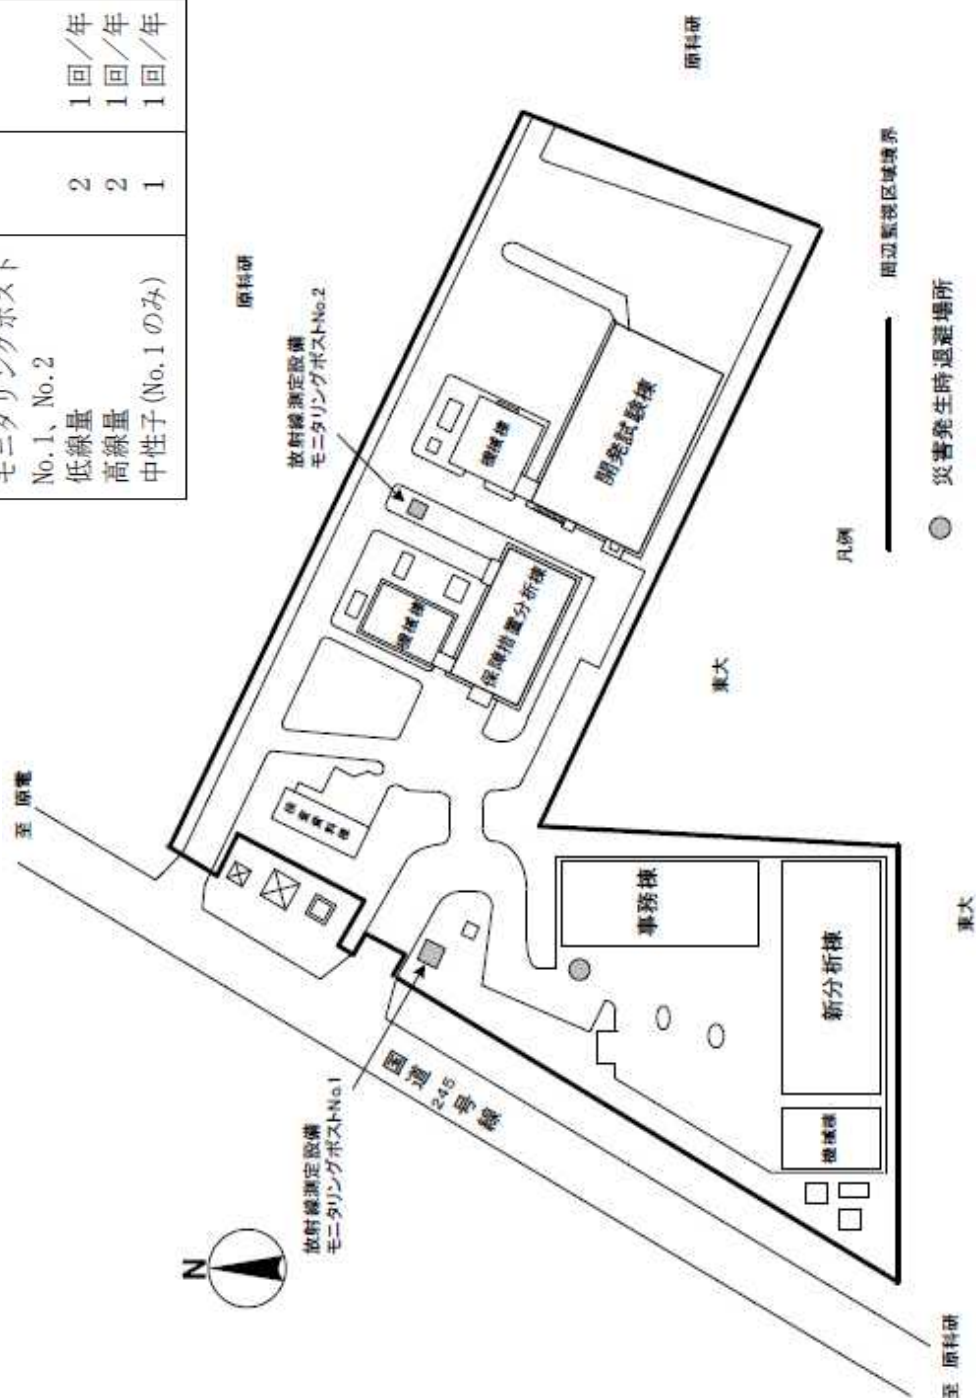 モニタリングポスト
No.1、No.2
低線量 2 1回/年
高線量 2 1回/年
中性子(No.1のみ) 1 1回/年
原科研
原科研
至 原電
放射線測定設備
モニタリングポストNo.2
機械棟
開発試験棟
機械棟
保障措置分析棟
周辺監視区域境界
凡例
災害発生時退避場所
東大
東大
事務棟
新分析棟
機械棟
国道
245
号線
放射線測定設備
モニタリングポストNo.1
N
至 原科研